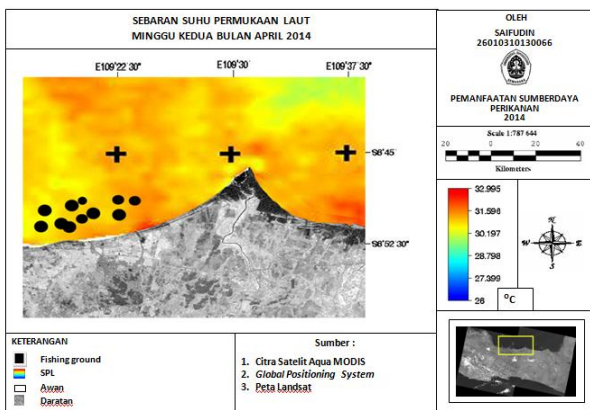 SEBARAN SUHU PERMUKAAN LAUT
MINGGU KEDUA BULAN APRIL 2014
E109°22' 30"
E109°30'
E109°37' 30"
S8°45'
S8°52' 30"
OLEH
SAIFUDIN
26010310130066
PEMANFAATAN SUMBERDAYA
PERIKANAN
2014
Scale 1:787 644
20 0 20 40
Kilometers
32.995
31.596
30.197
28.798
27.399
26
°C
N
W
E
S
KETERANGAN
Fishing ground
SPL
Awan
Daratan
Sumber :
1. Citra Satelit Aqua MODIS
2. Global Positioning System
3. Peta Landsat